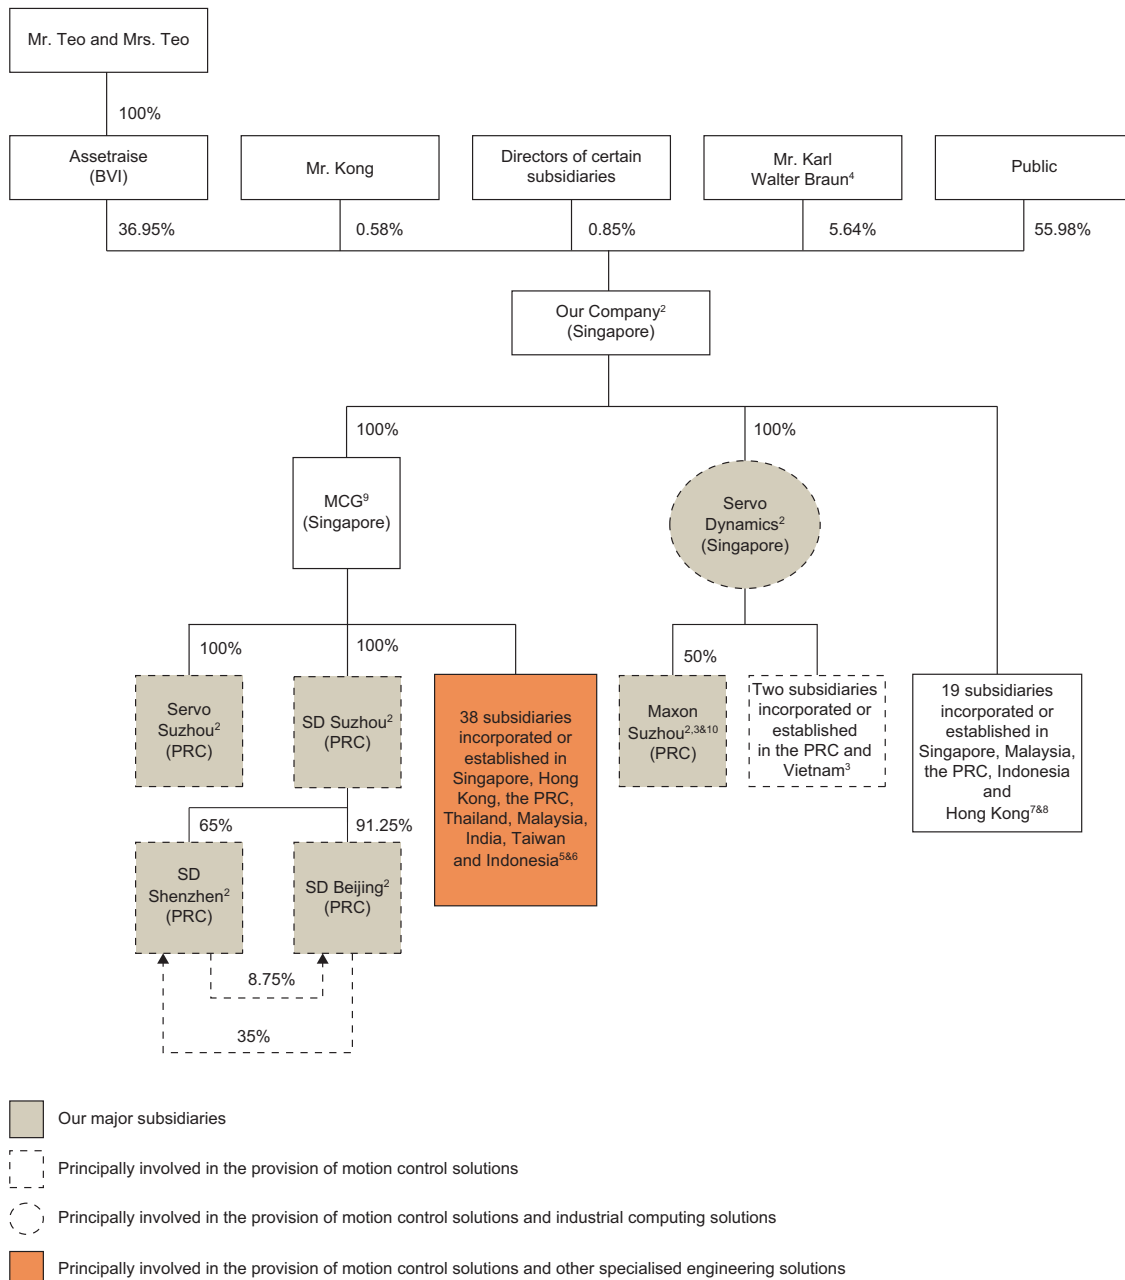 Mr. Teo and Mrs. Teo
100%
Assetraise
(BVI)
Mr. Kong
Directors of certain
subsidiaries
Mr. Karl
Walter Braun4
Public
36.95%
0.58%
0.85%
5.64%
55.98%
Our Company2
(Singapore)
100%
100%
MCG9
(Singapore)
Servo
Dynamics2
(Singapore)
100%
100%
50%
Servo
Suzhou2
(PRC)
SD Suzhou2
(PRC)
38 subsidiaries
incorporated or
established in
Singapore, Hong
Kong, the PRC,
Thailand, Malaysia,
India, Taiwan
and Indonesia5&6
Maxon
Suzhou2,3&10
(PRC)
Two subsidiaries
incorporated or
established
in the PRC and
Vietnam3
19 subsidiaries
incorporated or
established in
Singapore, Malaysia,
the PRC, Indonesia
and
Hong Kong7&8
65%
91.25%
SD
Shenzhen2
(PRC)
SD Beijing2
(PRC)
8.75%
35%
Our major subsidiaries
Principally involved in the provision of motion control solutions
Principally involved in the provision of motion control solutions and industrial computing solutions
Principally involved in the provision of motion control solutions and other specialised engineering solutions